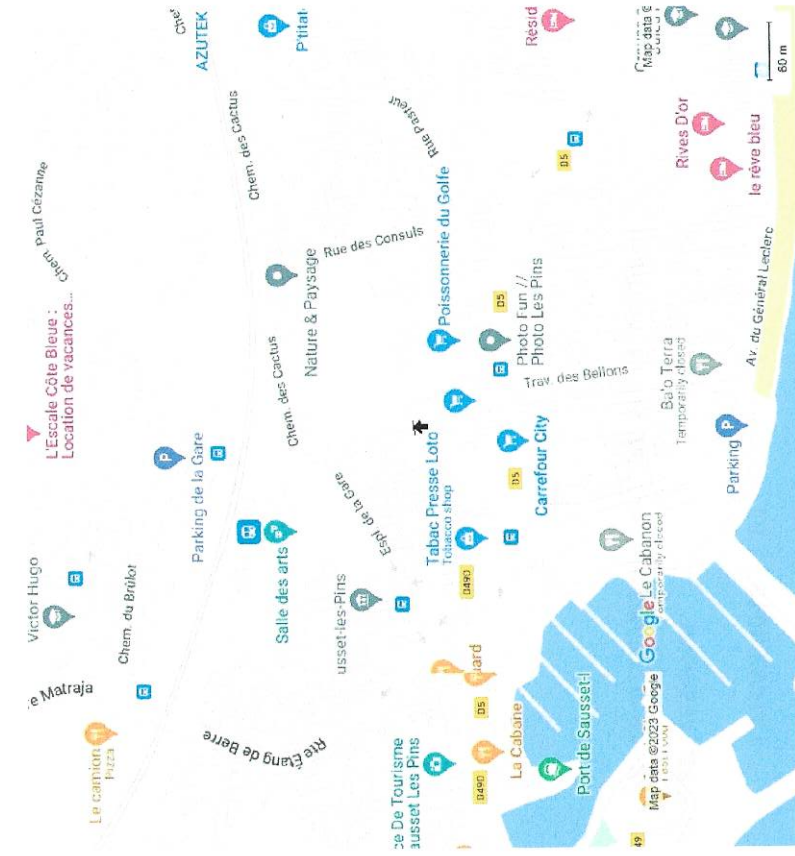 Le camion
Pizza
Victor Hugo
L'Escale Côte Bleue :
Location de vacances...
Chem. Paul Cézanne
AZUTEK
P'titat
Chem. du Brûlot
e Matraja
Parking de la Gare
Chem. des Cactus
Salle des arts
Espl de la Gare
Chem. des Cactus
Nature & Paysage
Rue des Consuls
Rue Pasteur
Résid
usset-les-Pins
Rte Étang de Berre
ce De Tourisme
ausset Les Pins
D490
D5
La Cabane
uard
D490
Tabac Presse Loto
Tobacco shop
D5
Carrefour City
Poissonnerie du Golfe
D5
Photo Fun //
Photo Les Pins
D5
Trav. des Bellons
Port de Sausset-l
Le Cabanon
emporarily closed
Ba'o Terra
Temporarily closed
Parking
Av. du Général Leclerc
Rives D'or
le rêve bleu
49
Google
Map data ©2023 Google
Map data ©
60 m